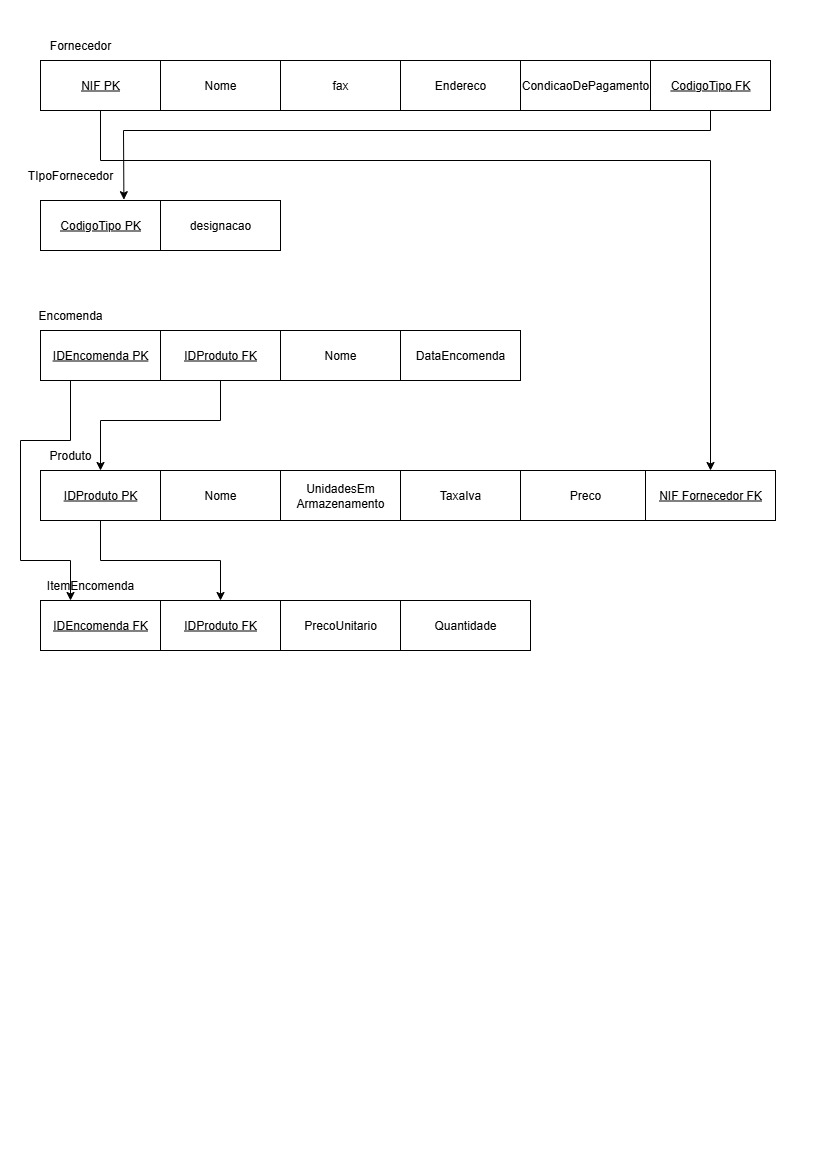 Fornecedor
NIF PK
Nome
fax
Endereco
CondicaoDePagamento
CodigoTipo FK
TIpoFornecedor
CodigoTipo PK
designacao
Encomenda
IDEncomenda PK
IDProduto FK
Nome
DataEncomenda
Produto
IDProduto PK
Nome
UnidadesEm
Armazenamento
TaxaIva
Preco
NIF Fornecedor FK
ItemEncomenda
IDEncomenda FK
IDProduto FK
PrecoUnitario
Quantidade